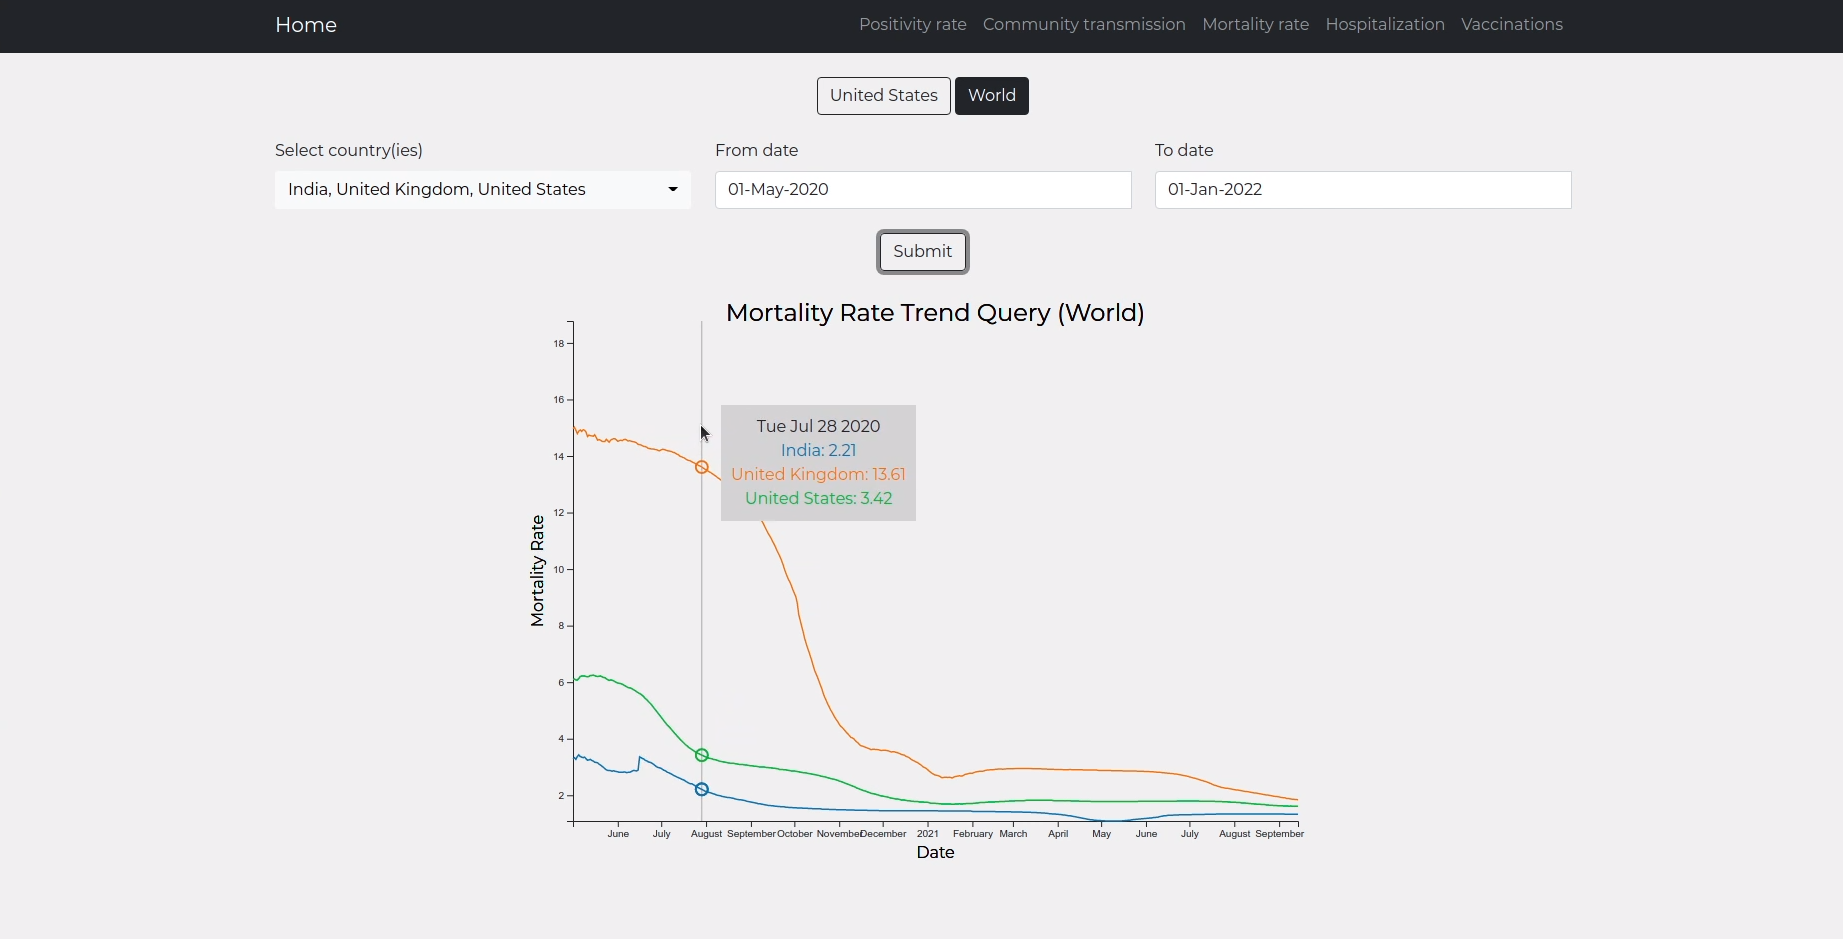 Home
Positivity rate Community transmission Mortality rate Hospitalization Vaccinations
United States World
Select country(ies) From date To date
India, United Kingdom, United States 01-May-2020 01-Jan-2022
Submit
Mortality Rate Trend Query (World)
18
16
14
12
10
8
6
4
2
Mortality Rate
Tue Jul 28 2020
India: 2.21
United Kingdom: 13.61
United States: 3.42
June July August September October November December 2021 February March April May June July August September
Date